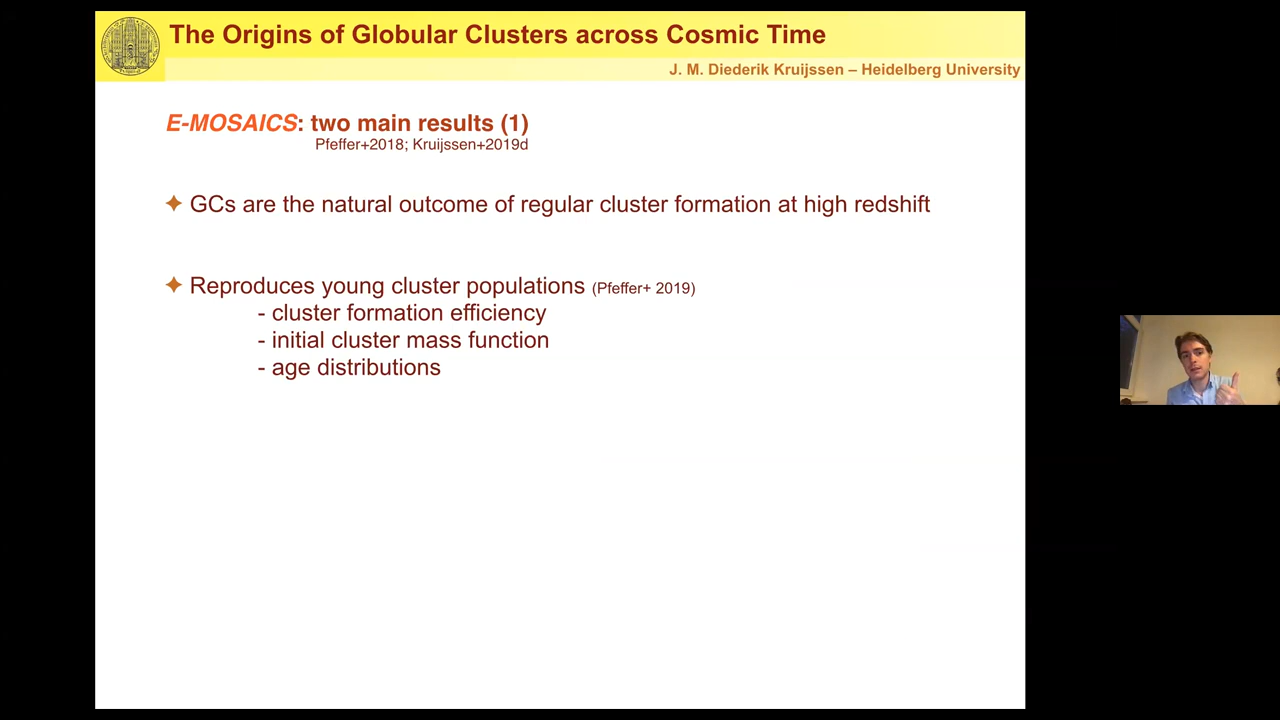 The Origins of Globular Clusters across Cosmic Time
J. M. Diederik Kruijssen – Heidelberg University
E-MOSAICS: two main results (1)
Pfeffer+2018; Kruijssen+2019d
✦ GCs are the natural outcome of regular cluster formation at high redshift
✦ Reproduces young cluster populations (Pfeffer+ 2019)
- cluster formation efficiency
- initial cluster mass function
- age distributions